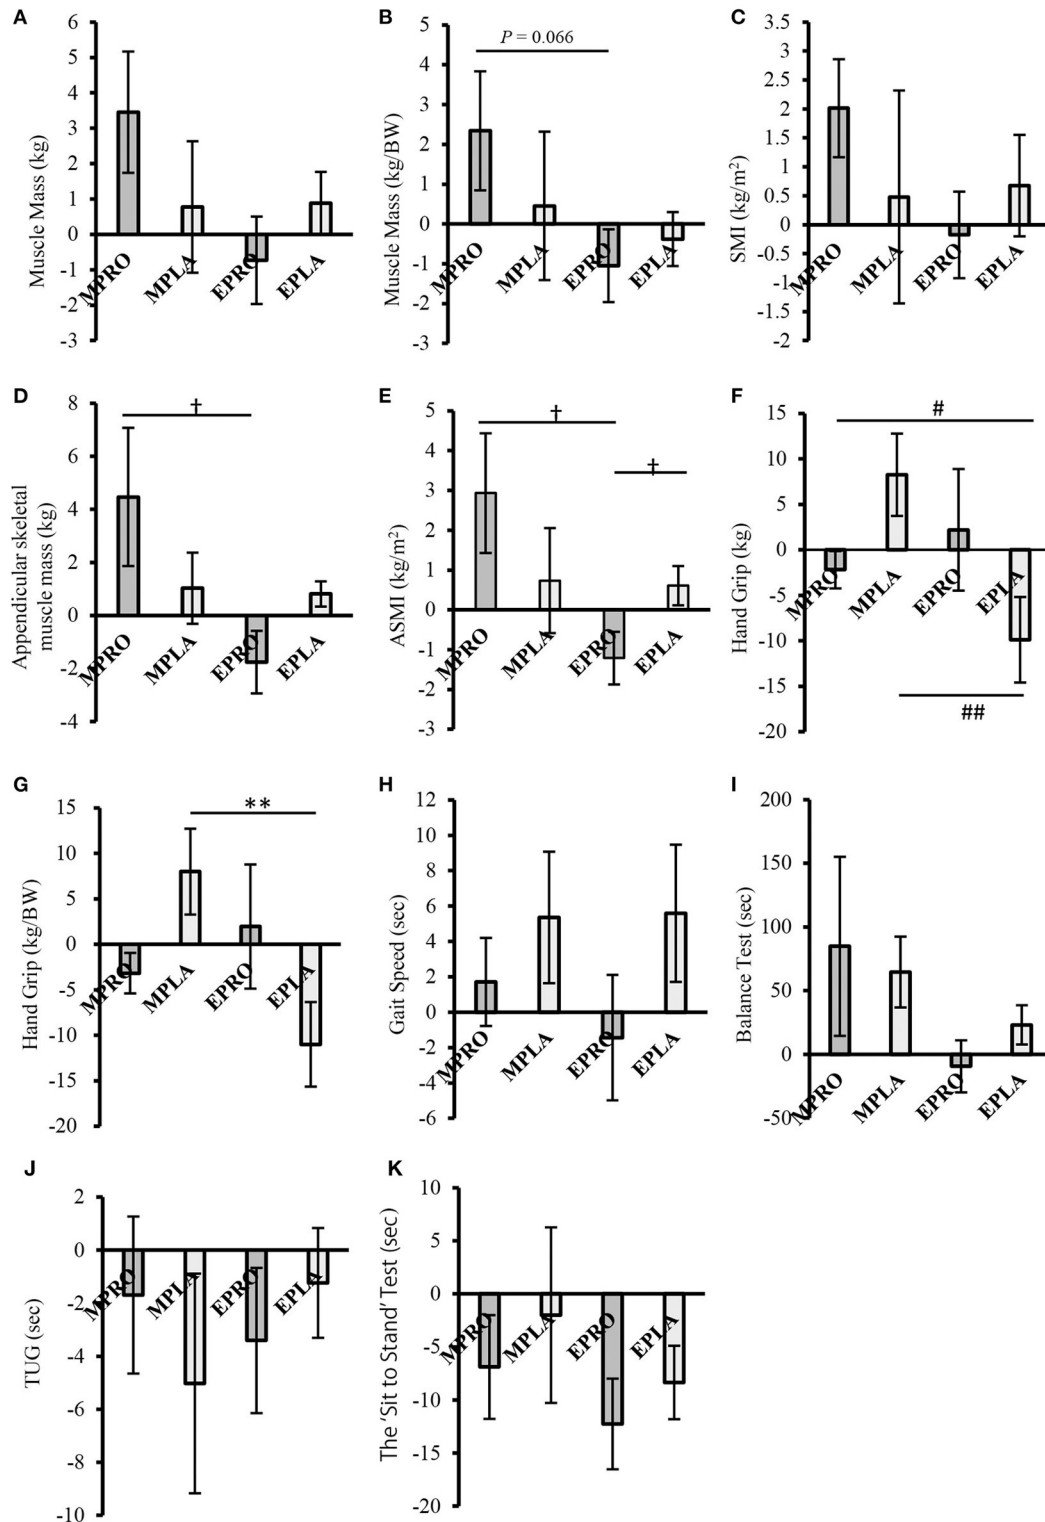 A
Muscle Mass (kg)
6
5
4
3
2
1
0
-1
-2
-3
MPRO
MPLA
EPRO
EPLA
B
Muscle Mass (kg/BW)
5
4
3
2
1
0
-1
-2
-3
P = 0.066
MPRO
MPLA
EPRO
EPLA
C
SMI (kg/m²)
3.5
3
2.5
2
1.5
1
0.5
0
-0.5
-1
-1.5
-2
MPRO
MPLA
EPRO
EPLA
D
Appendicular skeletal
muscle mass (kg)
8
6
4
2
0
-2
-4
†
MPRO
MPLA
EPRO
EPLA
E
ASMI (kg/m²)
5
4
3
2
1
0
-1
-2
-3
†
‡
MPRO
MPLA
EPRO
EPLA
F
Hand Grip (kg)
15
10
5
0
-5
-10
-15
-20
#
MPRO
MPLA
EPRO
EPLA
##
G
Hand Grip (kg/BW)
15
10
5
0
-5
-10
-15
-20
**
MPRO
MPLA
EPRO
EPLA
H
Gait Speed (sec)
12
10
8
6
4
2
0
-2
-4
-6
MPRO
MPLA
EPRO
EPLA
I
Balance Test (sec)
200
150
100
50
0
-50
MPRO
MPLA
EPRO
EPLA
J
TUG (sec)
2
0
-2
-4
-6
-8
-10
MPRO
MPLA
EPRO
EPLA
K
The 'Sit to Stand' Test (sec)
10
5
0
-5
-10
-15
-20
MPRO
MPLA
EPRO
EPLA